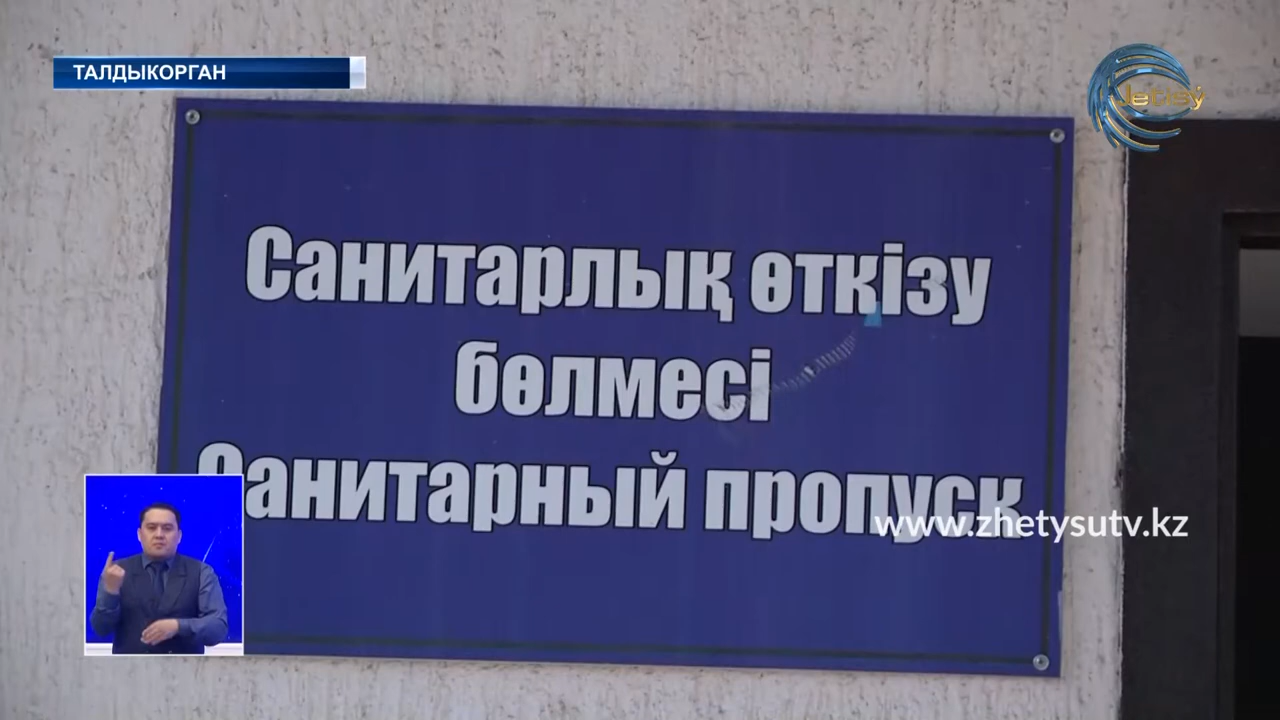 ТАЛДЫКОРГАН
Jetisý
Санитарлық өткізу
бөлмесі
Санитарный пропуск
www.zhetysutv.kz